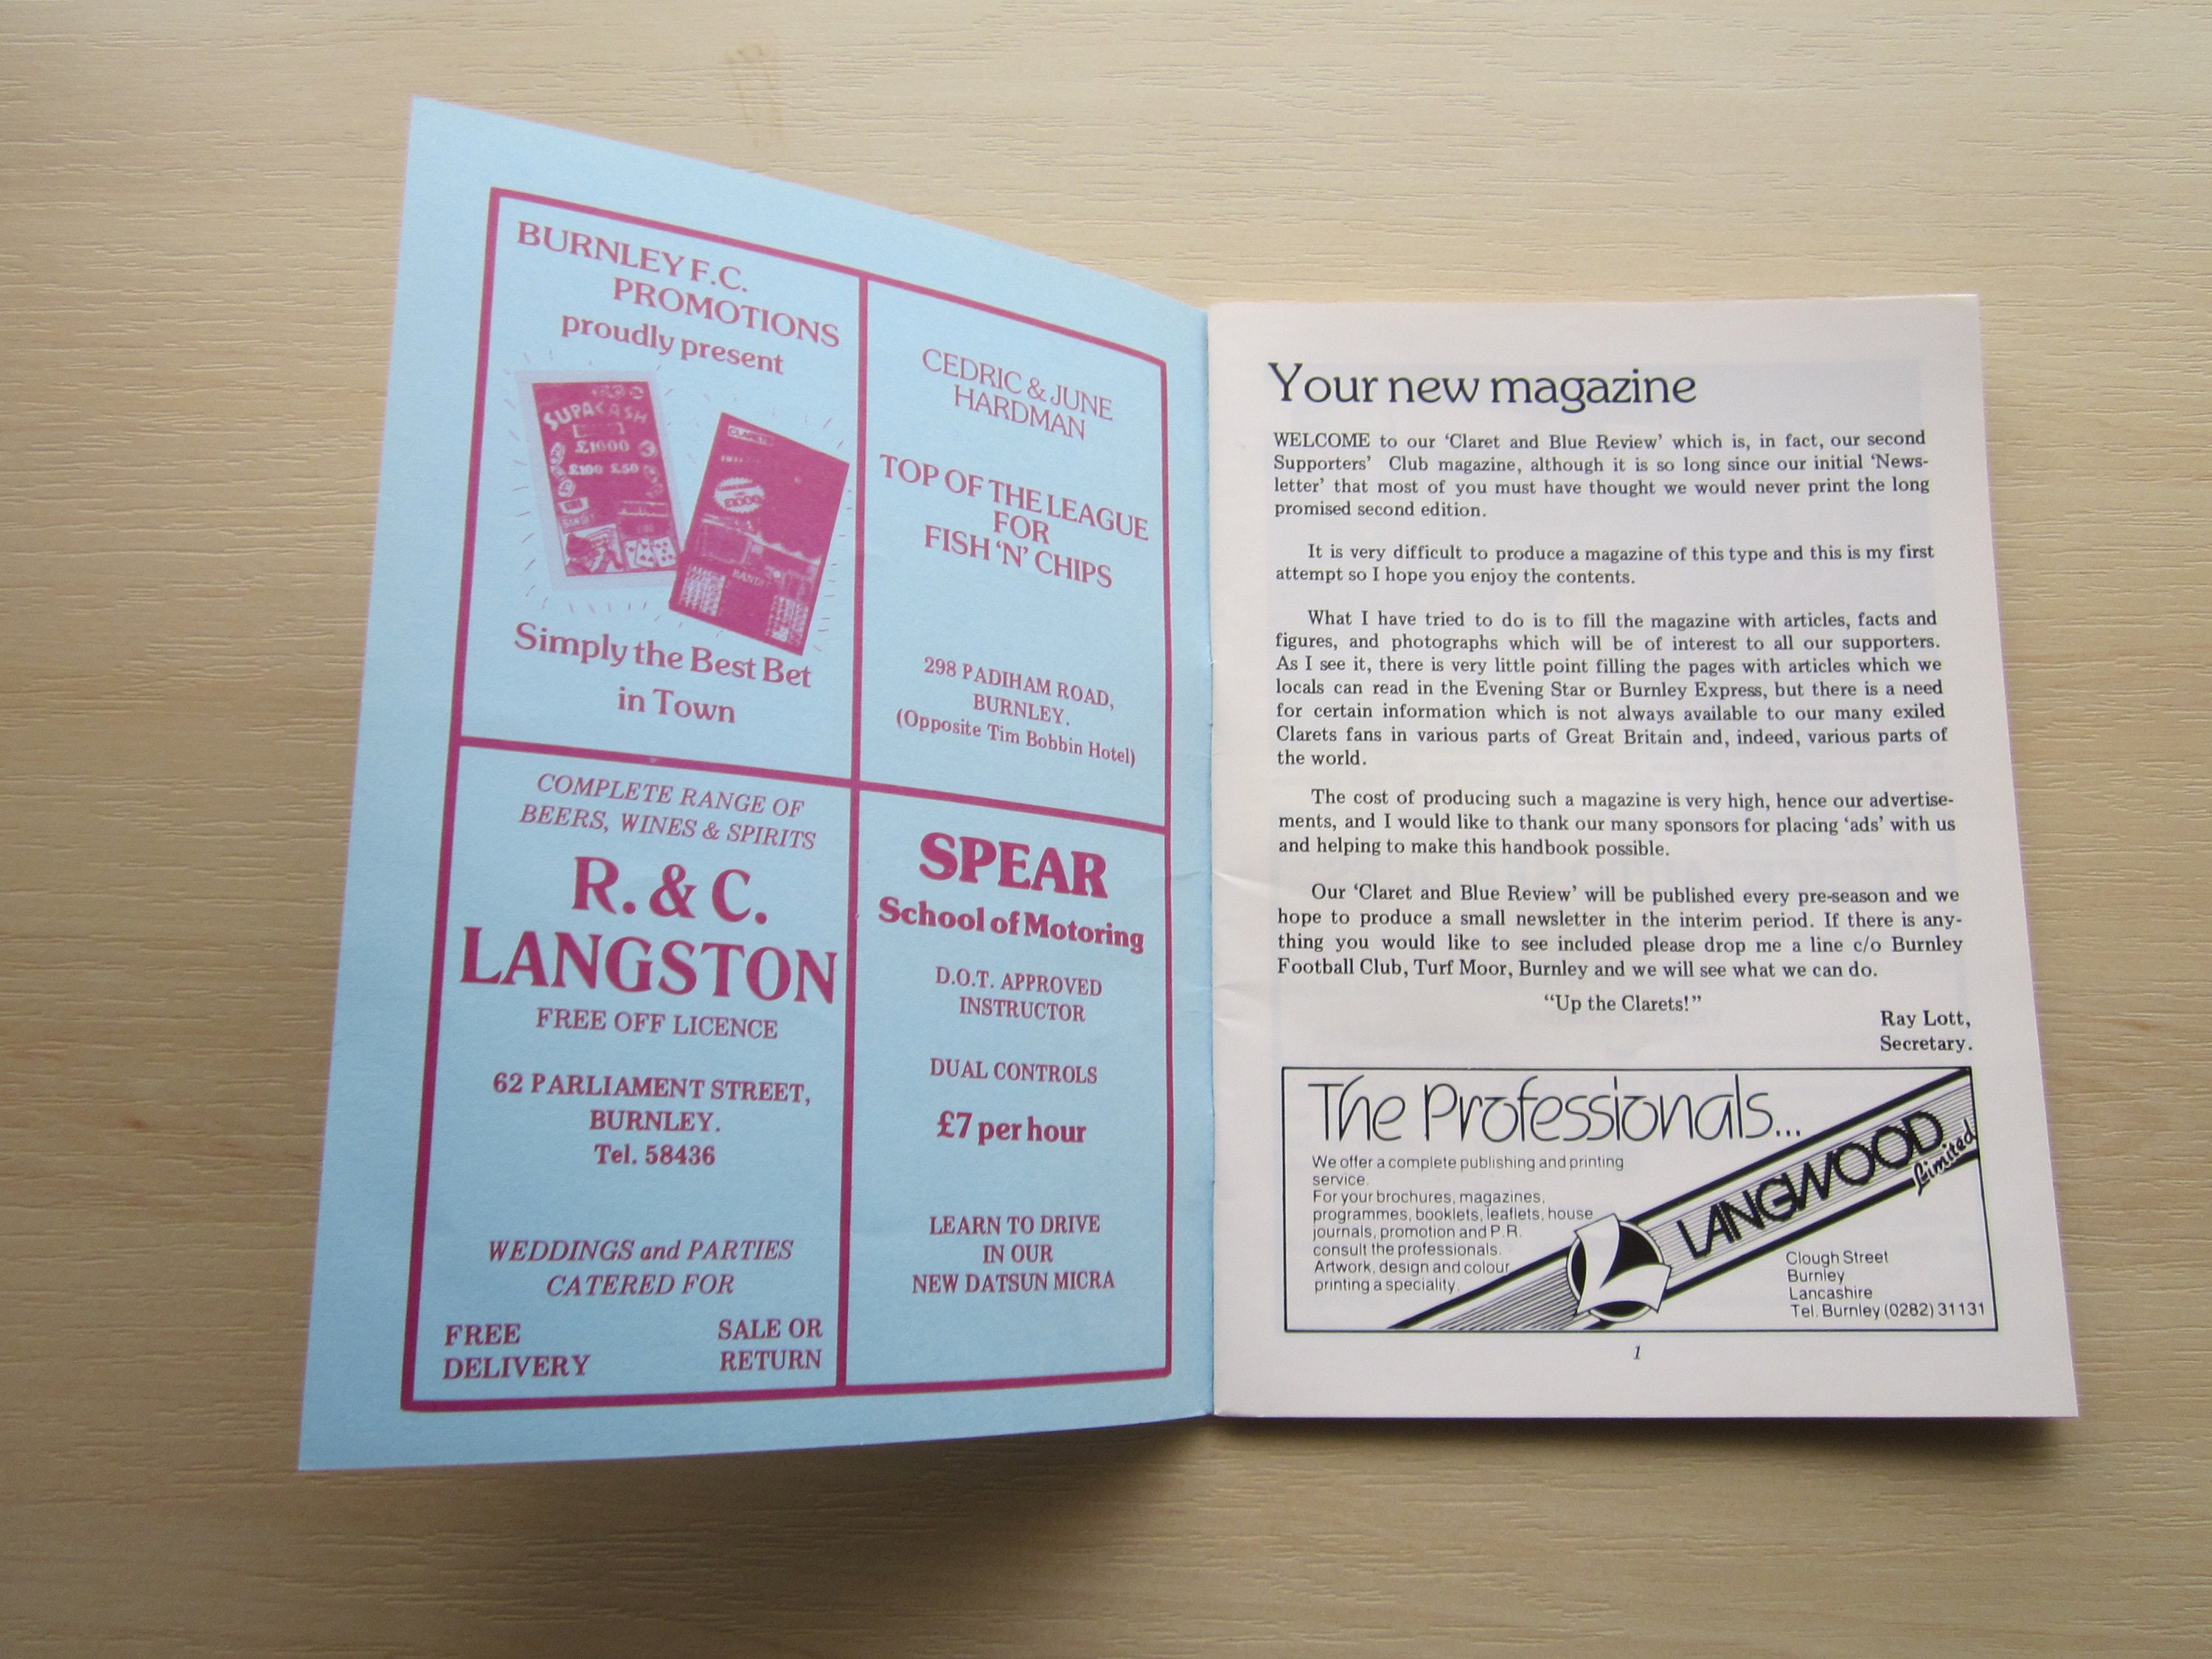 BURNLEY F.C.
PROMOTIONS
proudly present
SUPACASH
£1000
£100 £50
CLARETS
Simply the Best Bet
in Town
CEDRIC & JUNE
HARDMAN
TOP OF THE LEAGUE
FOR
FISH 'N' CHIPS
298 PADIHAM ROAD,
BURNLEY.
(Opposite Tim Bobbin Hotel)
COMPLETE RANGE OF
BEERS, WINES & SPIRITS
R. & C.
LANGSTON
FREE OFF LICENCE
62 PARLIAMENT STREET,
BURNLEY.
Tel. 58436
WEDDINGS and PARTIES
CATERED FOR
FREE
DELIVERY
SALE OR
RETURN
SPEAR
School of Motoring
D.O.T. APPROVED
INSTRUCTOR
DUAL CONTROLS
£7 per hour
LEARN TO DRIVE
IN OUR
NEW DATSUN MICRA
Your new magazine
WELCOME to our 'Claret and Blue Review' which is, in fact, our second
Supporters' Club magazine, although it is so long since our initial 'News-
letter' that most of you must have thought we would never print the long
promised second edition.
It is very difficult to produce a magazine of this type and this is my first
attempt so I hope you enjoy the contents.
What I have tried to do is to fill the magazine with articles, facts and
figures, and photographs which will be of interest to all our supporters.
As I see it, there is very little point filling the pages with articles which we
locals can read in the Evening Star or Burnley Express, but there is a need
for certain information which is not always available to our many exiled
Clarets fans in various parts of Great Britain and, indeed, various parts of
the world.
The cost of producing such a magazine is very high, hence our advertise-
ments, and I would like to thank our many sponsors for placing 'ads' with us
and helping to make this handbook possible.
Our 'Claret and Blue Review' will be published every pre-season and we
hope to produce a small newsletter in the interim period. If there is any-
thing you would like to see included please drop me a line c/o Burnley
Football Club, Turf Moor, Burnley and we will see what we can do.
"Up the Clarets!"
Ray Lott,
Secretary.
The Professionals...
We offer a complete publishing and printing
service.
For your brochures, magazines,
programmes, booklets, leaflets, house
journals, promotion and P.R.
consult the professionals.
Artwork, design and colour
printing a speciality.
LANGWOOD
Limited
Clough Street
Burnley
Lancashire
Tel. Burnley (0282) 31131
1